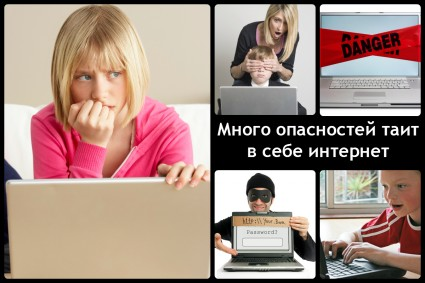 DANGER
Много опасностей таит
в себе интернет
Password?